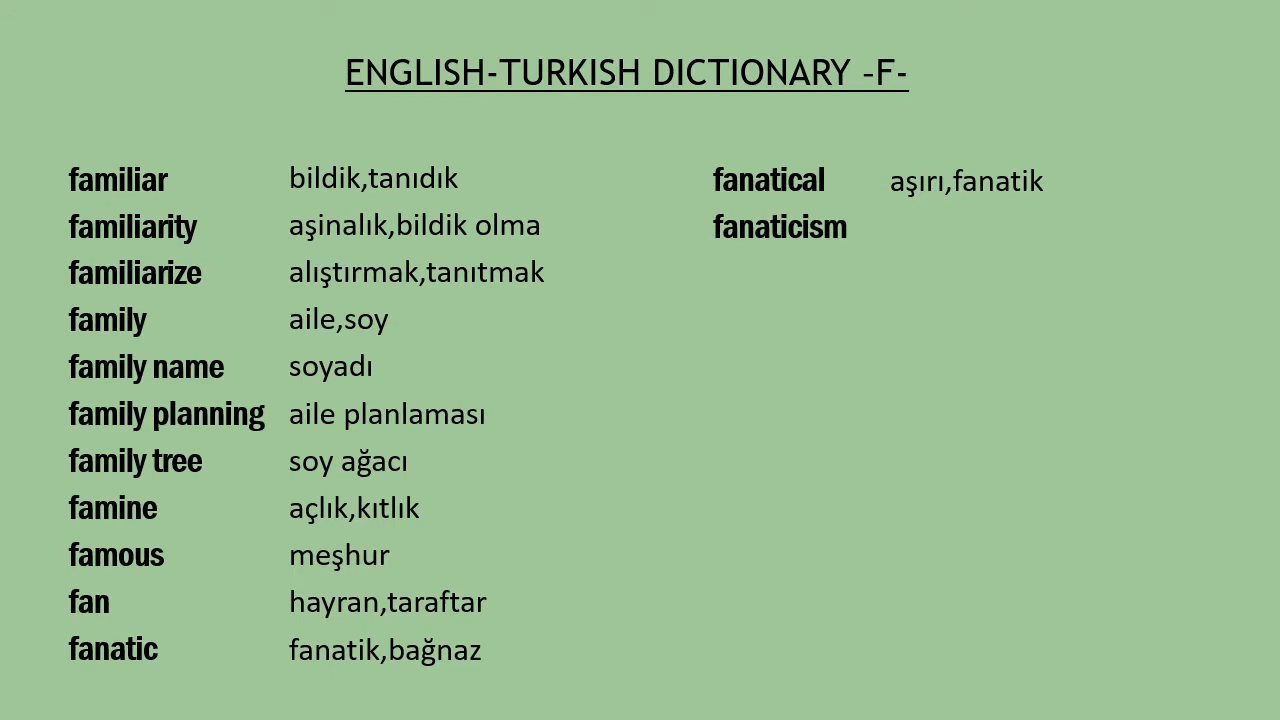 ENGLISH-TURKISH DICTIONARY –F-
familiar bildik,tanıdık
familiarity aşinalık,bildik olma
familiarize alıştırmak,tanıtmak
family aile,soy
family name soyadı
family planning aile planlaması
family tree soy ağacı
famine açlık,kıtlık
famous meşhur
fan hayran,taraftar
fanatic fanatik,bağnaz
fanatical aşırı,fanatik
fanaticism